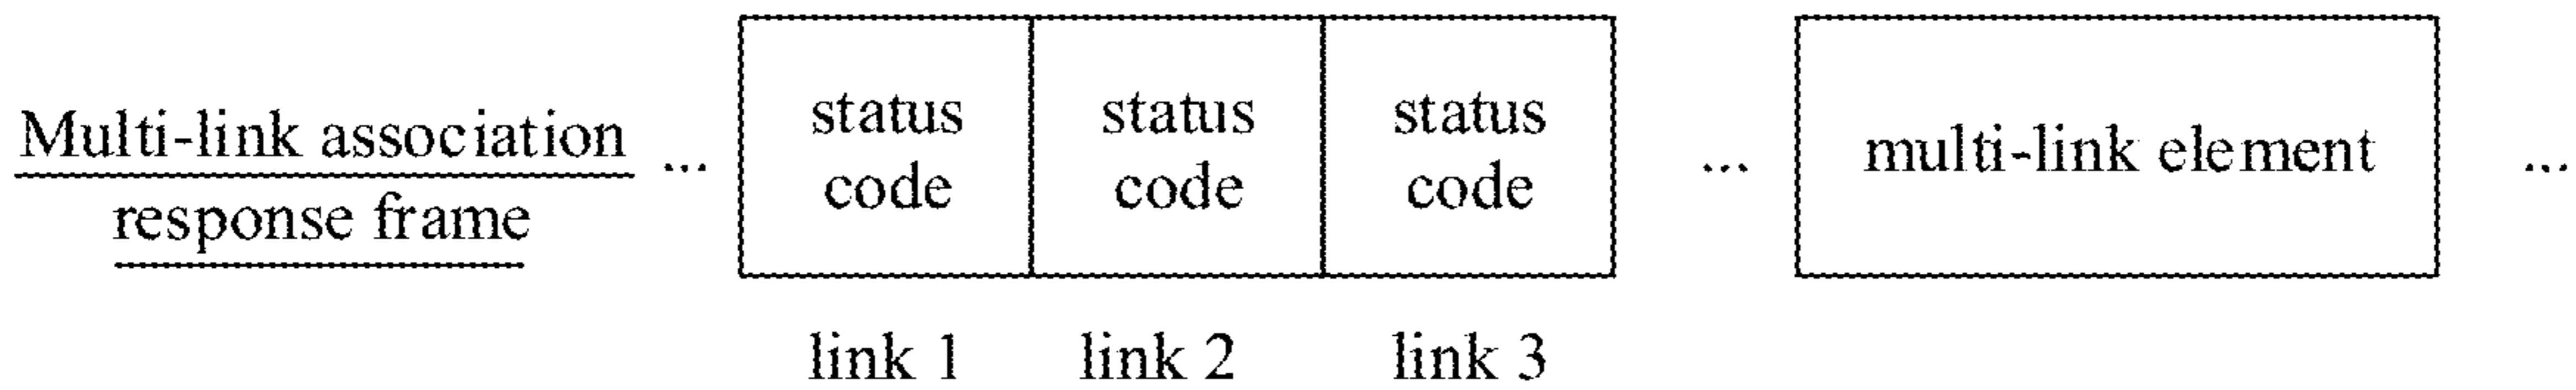 Multi-link association
response frame
...
status
code
status
code
status
code
...
multi-link element
...
link 1
link 2
link 3